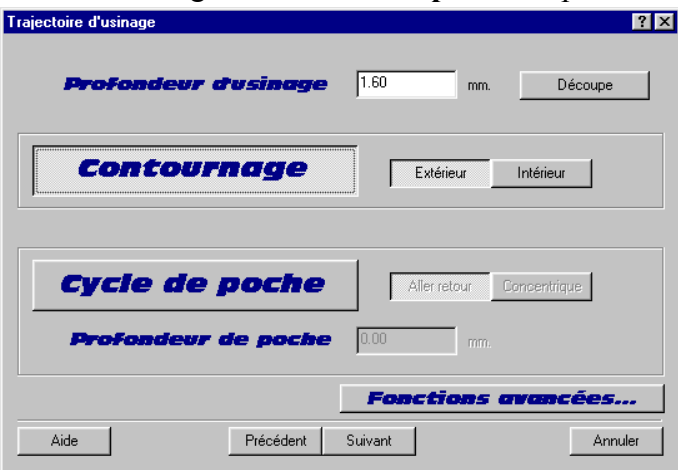 Trajectoire d'usinage
Profondeur d'usinage 1.60 mm. Découpe
Contournage Extérieur Intérieur
Cycle de poche Aller retour Concentrique
Profondeur de poche 0.00 mm.
Fonctions avancées...
Aide Précédent Suivant Annuler